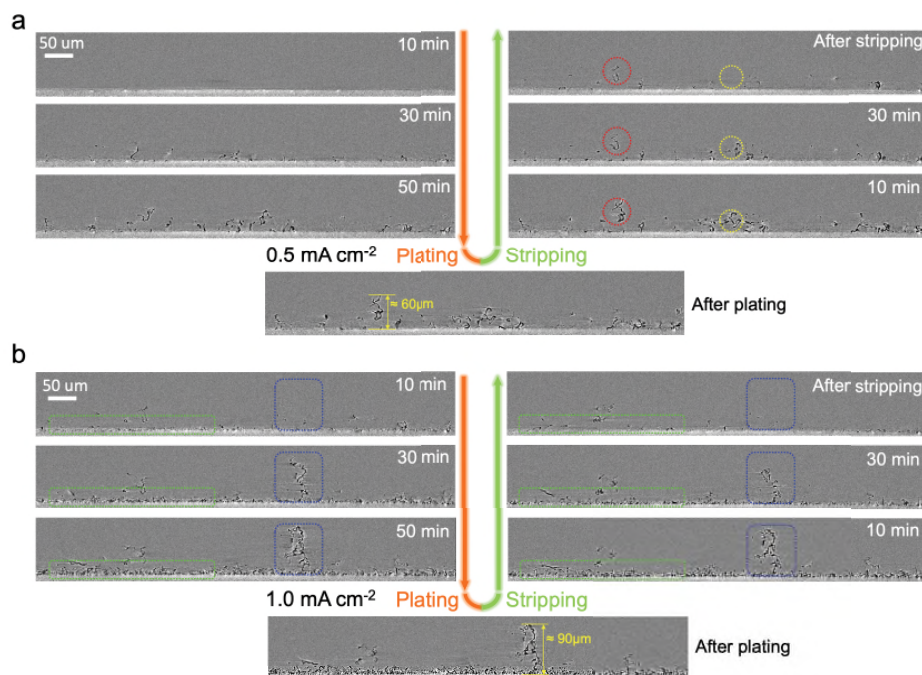 a
50 um
10 min
After stripping
30 min
30 min
50 min
10 min
0.5 mA cm-2
Plating
Stripping
≈ 60μm
After plating
b
50 um
10 min
After stripping
30 min
30 min
50 min
10 min
1.0 mA cm-2
Plating
Stripping
≈ 90μm
After plating